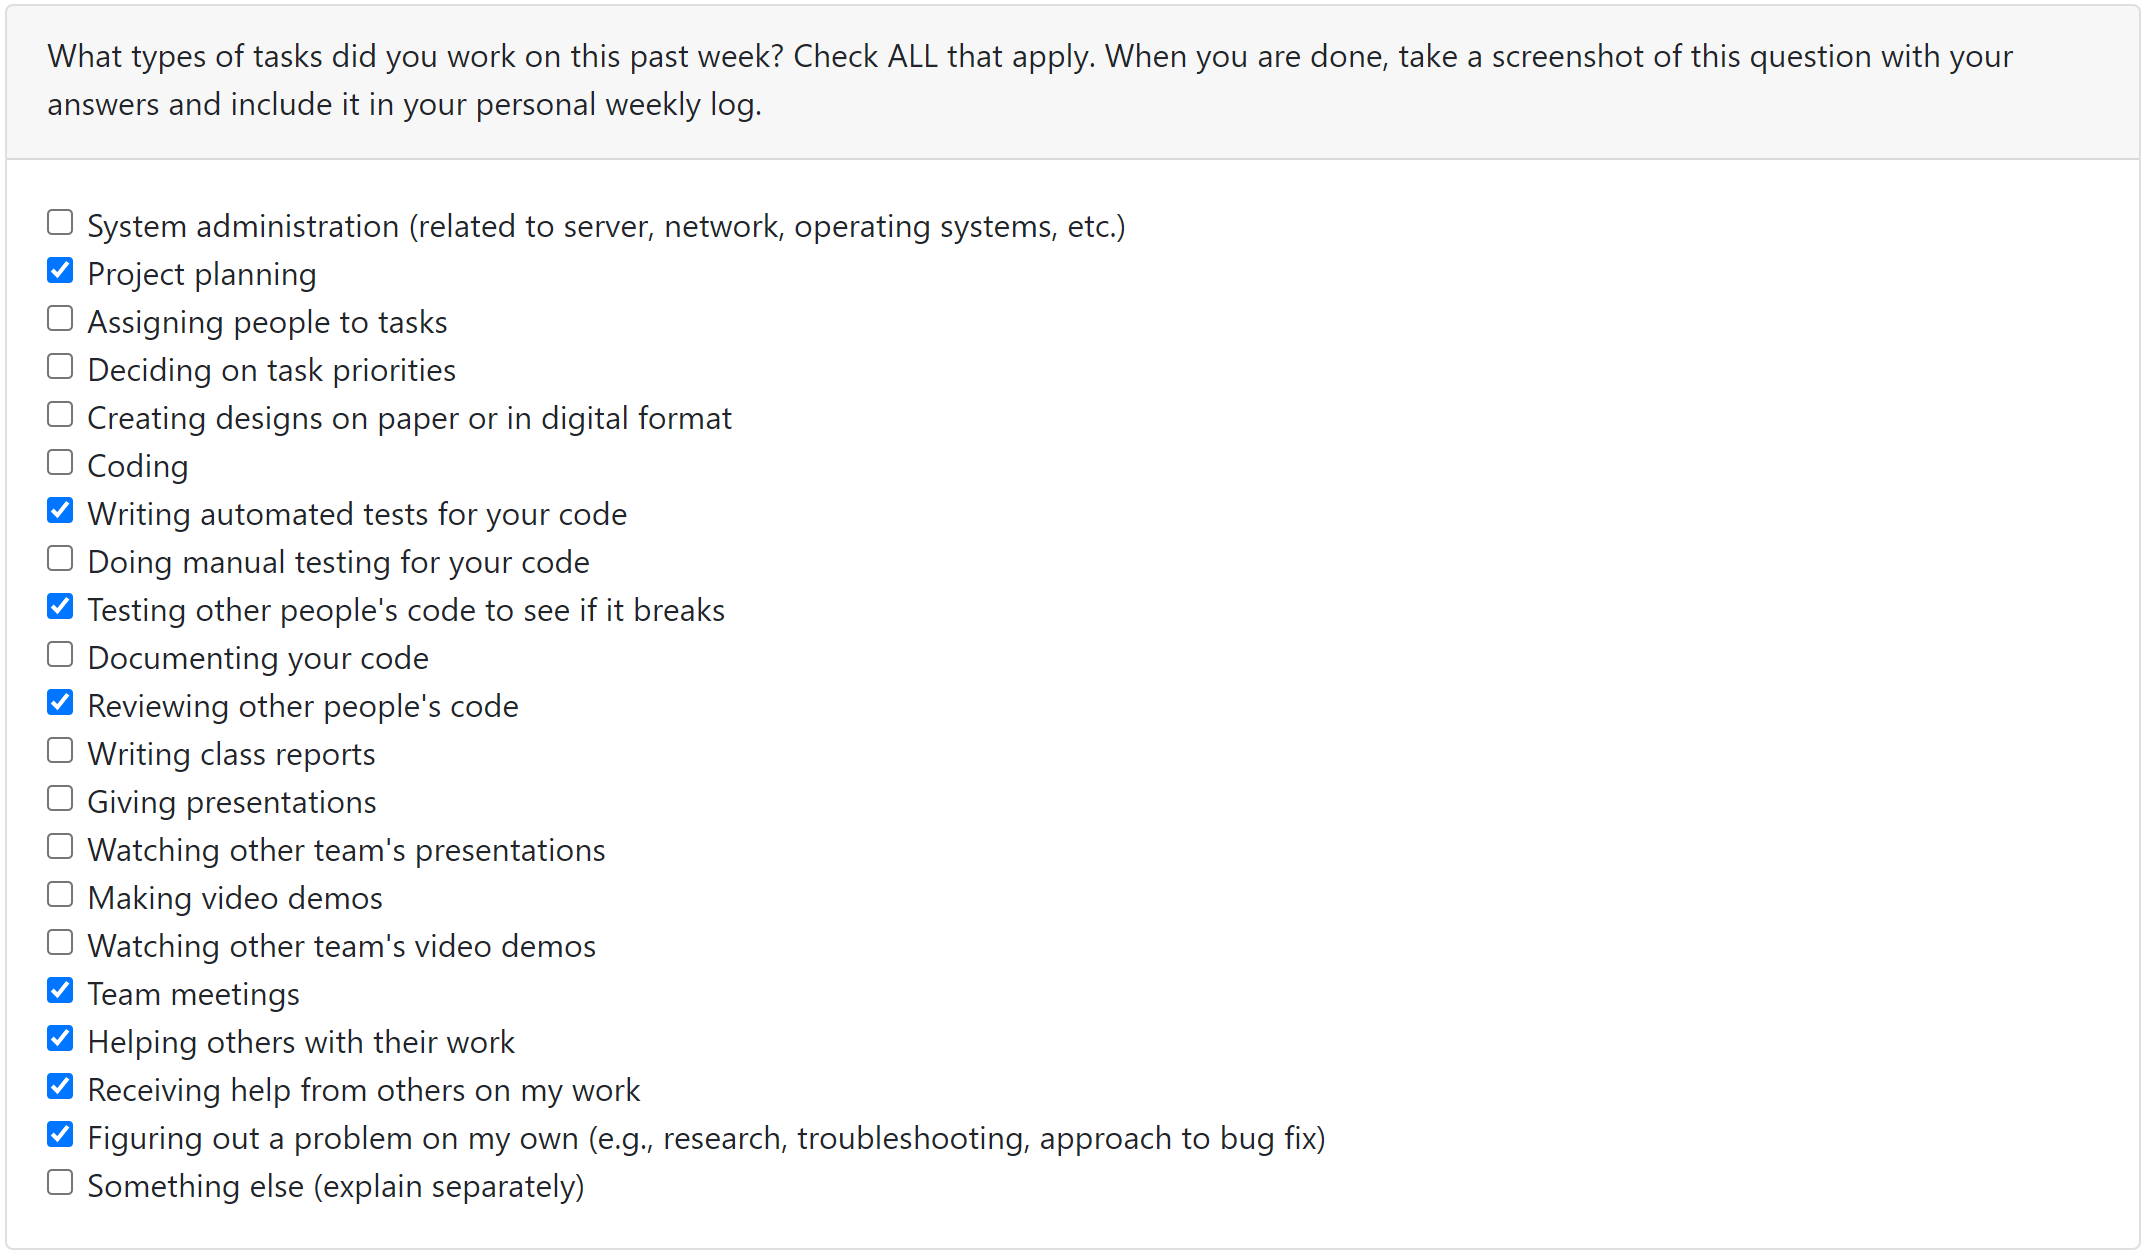 What types of tasks did you work on this past week? Check ALL that apply. When you are done, take a screenshot of this question with your
answers and include it in your personal weekly log.
System administration (related to server, network, operating systems, etc.)
Project planning
Assigning people to tasks
Deciding on task priorities
Creating designs on paper or in digital format
Coding
Writing automated tests for your code
Doing manual testing for your code
Testing other people's code to see if it breaks
Documenting your code
Reviewing other people's code
Writing class reports
Giving presentations
Watching other team's presentations
Making video demos
Watching other team's video demos
Team meetings
Helping others with their work
Receiving help from others on my work
Figuring out a problem on my own (e.g., research, troubleshooting, approach to bug fix)
Something else (explain separately)